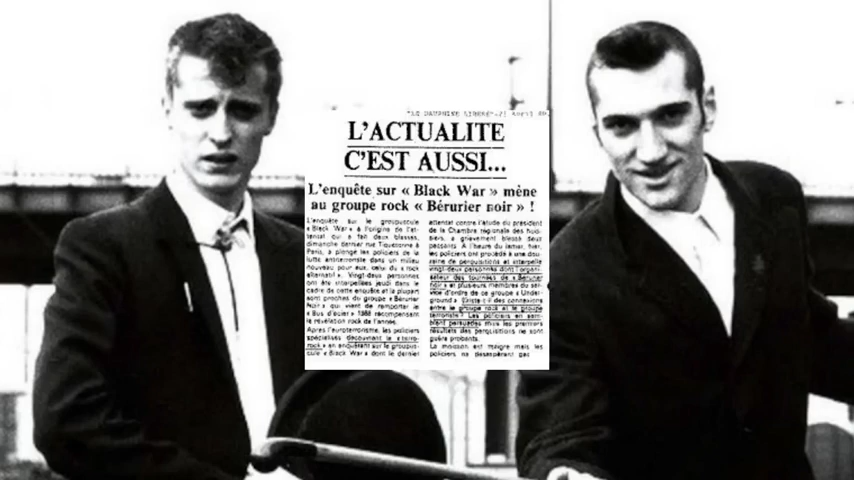 "LE DAUPHINE LIBERE"
L'ACTUALITE
C'EST AUSSI...
L'enquête sur « Black War » mène
au groupe rock « Bérurier noir » !
L'enquête sur le groupuscule
« Black War » à l'origine de l'at-
tentat qui a fait deux blessés,
dimanche dernier rue Tiquetonne à
Paris, a plongé les policiers de la
lutte antiterroriste dans un milieu
nouveau pour eux, celui du « rock
alternatif ». Vingt-deux personnes
ont été interpellées jeudi dans le
cadre de cette enquête et la plupart
sont proches du groupe « Bérurier
Noir » qui vient de remporter le
« Bus d'acier » 1988 récompensant
la révélation rock de l'année.
Après l'euroterrorisme, les policiers
spécialisés découvrent le « terro-
rock » en enquêtant sur le groupus-
cule « Black War » dont le dernier
attentat contre l'étude du président
de la Chambre régionale des huis-
siers, a grièvement blessé deux
passants. A l'heure du laitier, hier,
les policiers ont procédé à une dou-
zaine de perquisitions et interpellé
vingt-deux personnes dont l'organi-
sateur des tournées de « Bérurier
noir » et plusieurs membres du ser-
vice d'ordre de ce groupe « Under-
ground ». Existe-t-il des connexions
entre le groupe rock et le groupe
terroriste ? Les policiers en sem-
blent persuadés mais les premiers
résultats des perquisitions ne sont
guère probants.
La moisson est maigre mais les
policiers ne désespèrent pas